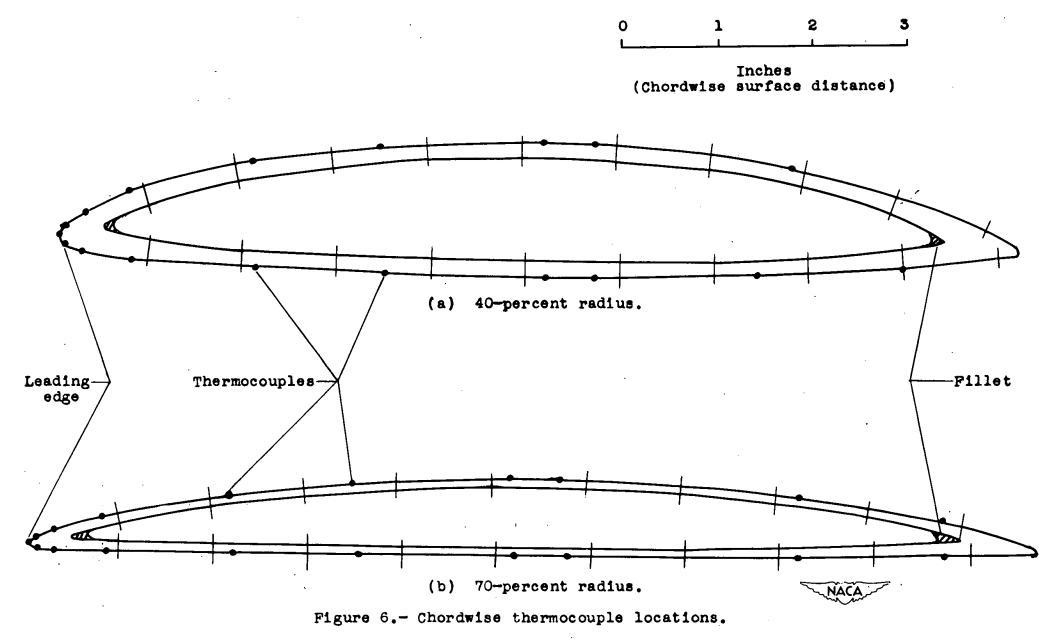 0 1 2 3
Inches
(Chordwise surface distance)
(a) 40-percent radius.
Leading
edge
Thermocouples
Fillet
(b) 70-percent radius.
NACA
Figure 6.- Chordwise thermocouple locations.